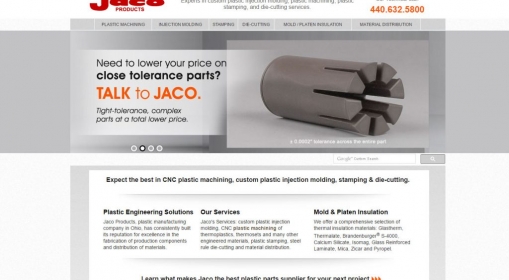 Jaco
PRODUCTS
Experts in custom plastic injection molding, plastic machining, plastic
stamping, and die-cutting services.
440.632.5800
PLASTIC MACHINING INJECTION MOLDING STAMPING DIE-CUTTING MOLD / PLATEN INSULATION MATERIAL DISTRIBUTION
Need to lower your price on
close tolerance parts?
TALK to JACO.
Tight-tolerance, complex
parts at a total lower price.
± 0.0002" tolerance across the entire part
Google™ Custom Search
Expect the best in CNC plastic machining, custom plastic injection molding, stamping & die-cutting.
Plastic Engineering Solutions
Jaco Products, plastic manufacturing
company in Ohio, has consistently built
its reputation for excellence in the
fabrication of production components
and distribution of materials.
Our Services
Jaco's Services: custom plastic injection
molding, CNC plastic machining of
thermoplastics, thermosets and many other
engineered materials, plastic stamping, steel
rule die-cutting and material distribution.
Mold & Platen Insulation
We offer a comprehensive selection of
thermal insulation materials: Glastherm,
Thermalate, Brandenburger® S-4000,
Calcium Silicate, Isomag, Glass Reinforced
Laminate, Mica, Zicar and Pyropel.
Learn what makes Jaco the best plastic parts supplier for your next project